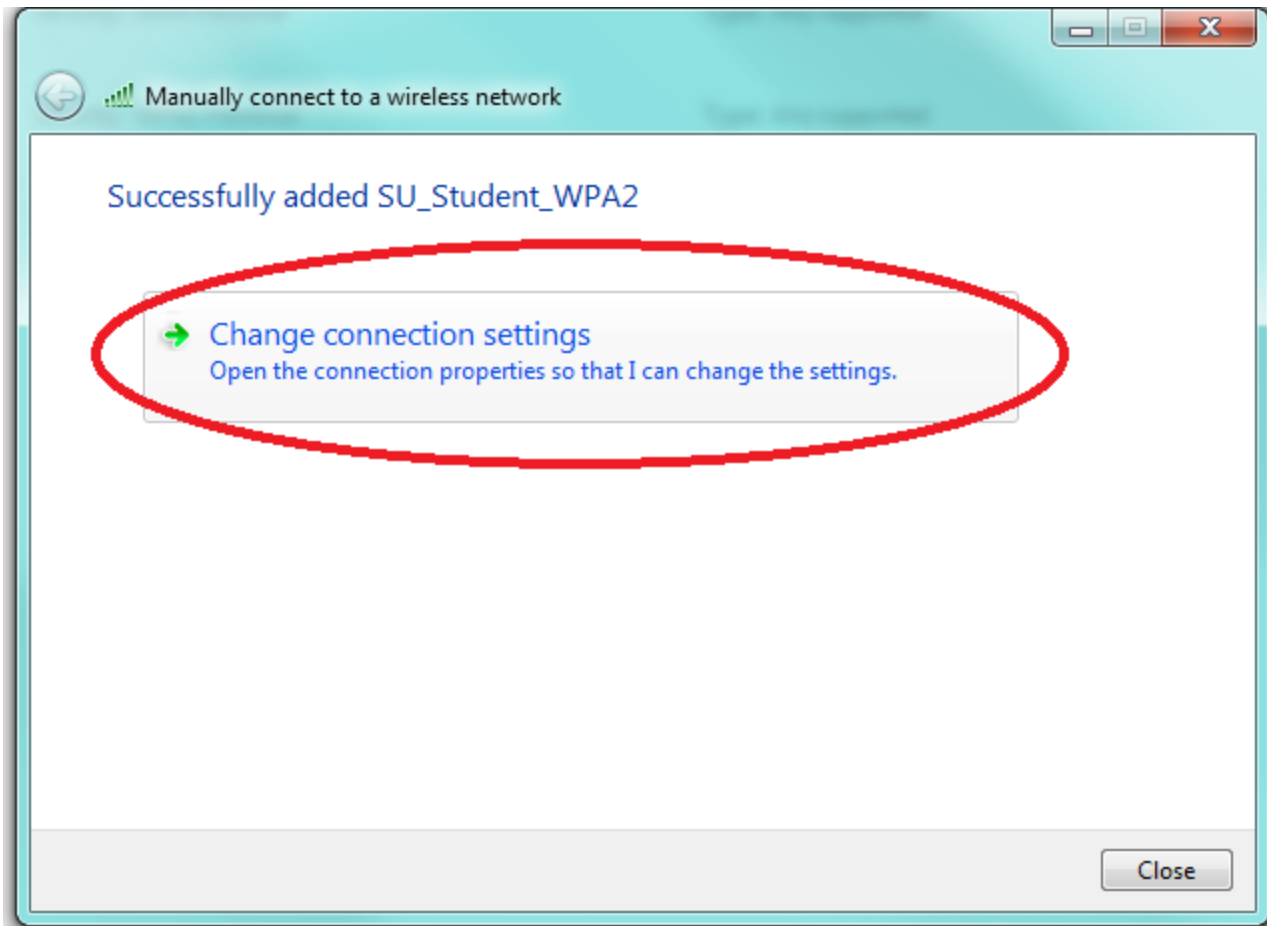 Manually connect to a wireless network
Successfully added SU_Student_WPA2
Change connection settings
Open the connection properties so that I can change the settings.
Close